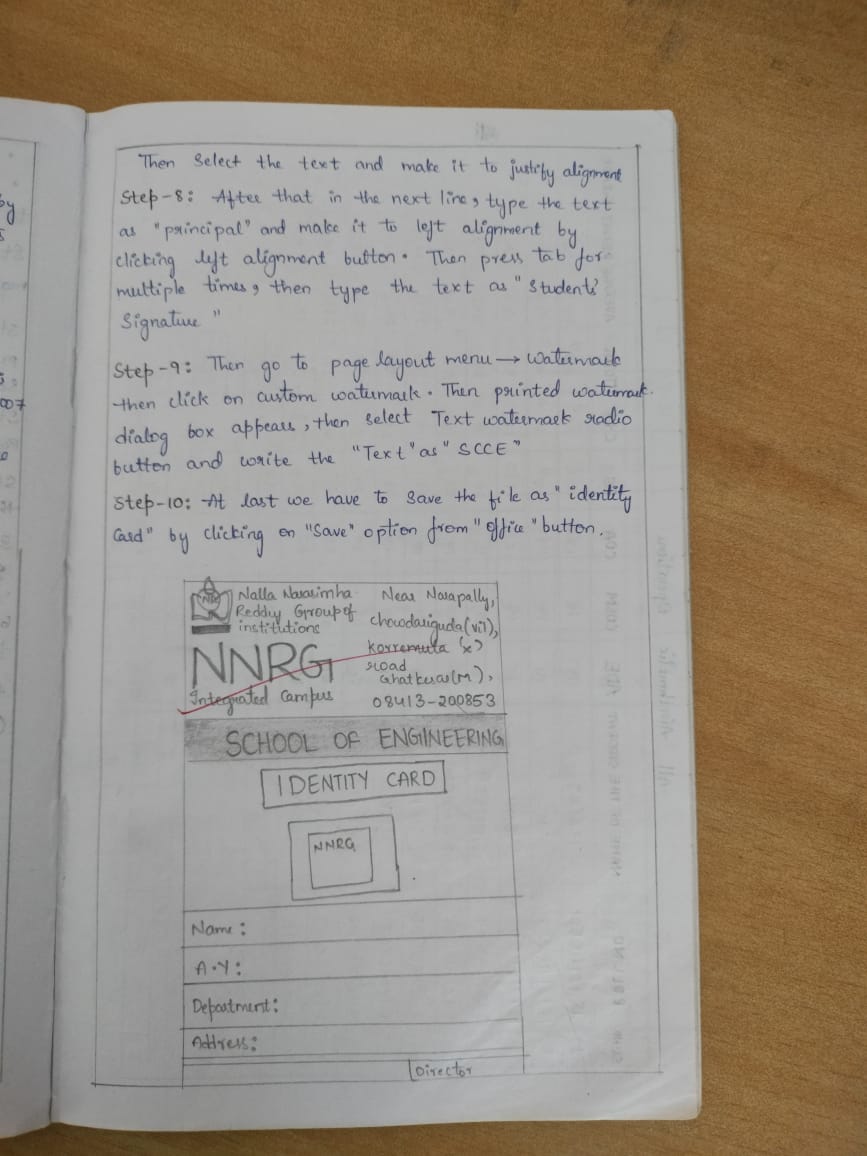 Then Select the text and make it to justify alignment
Step-8: After that in the next line, type the text
as "principal" and make it to left alignment by
clicking left alignment button. Then press tab for
multiple times, then type the text as "Students'
Signature"
Step-9: Then go to page layout menu → watermark
then click on custom watermark. Then printed watermark
dialog box appears, then select Text watermark radio
button and write the "Text" as "SCCE"
Step-10: At last we have to save the file as "identity
Card" by clicking on "Save" option from "office" button.
Nalla Narasimha
Reddy Group of
institutions
NNRG
Integrated Campus
Near Narapally,
chowdariguda(vil),
korremula (x)
road
Ghatkesar(M),
08413-200853
SCHOOL OF ENGINEERING
IDENTITY CARD
NNRG
Name:
A.Y:
Department:
Address:
Director
by
007